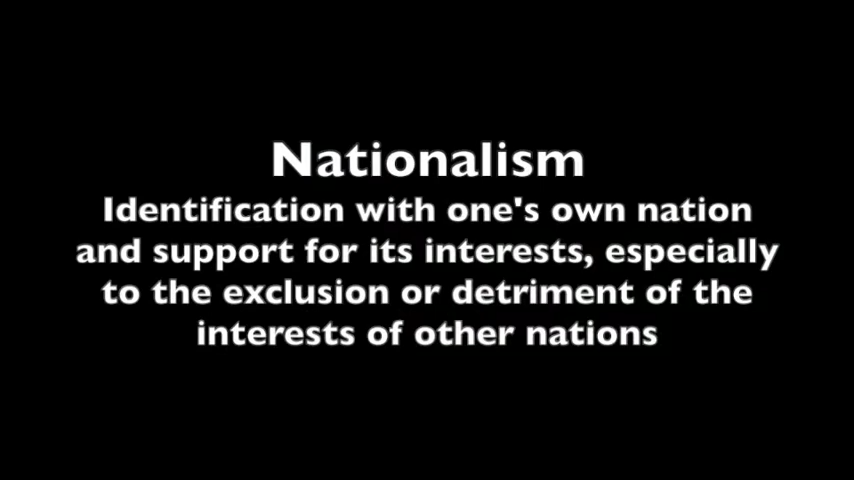 Nationalism
Identification with one's own nation
and support for its interests, especially
to the exclusion or detriment of the
interests of other nations